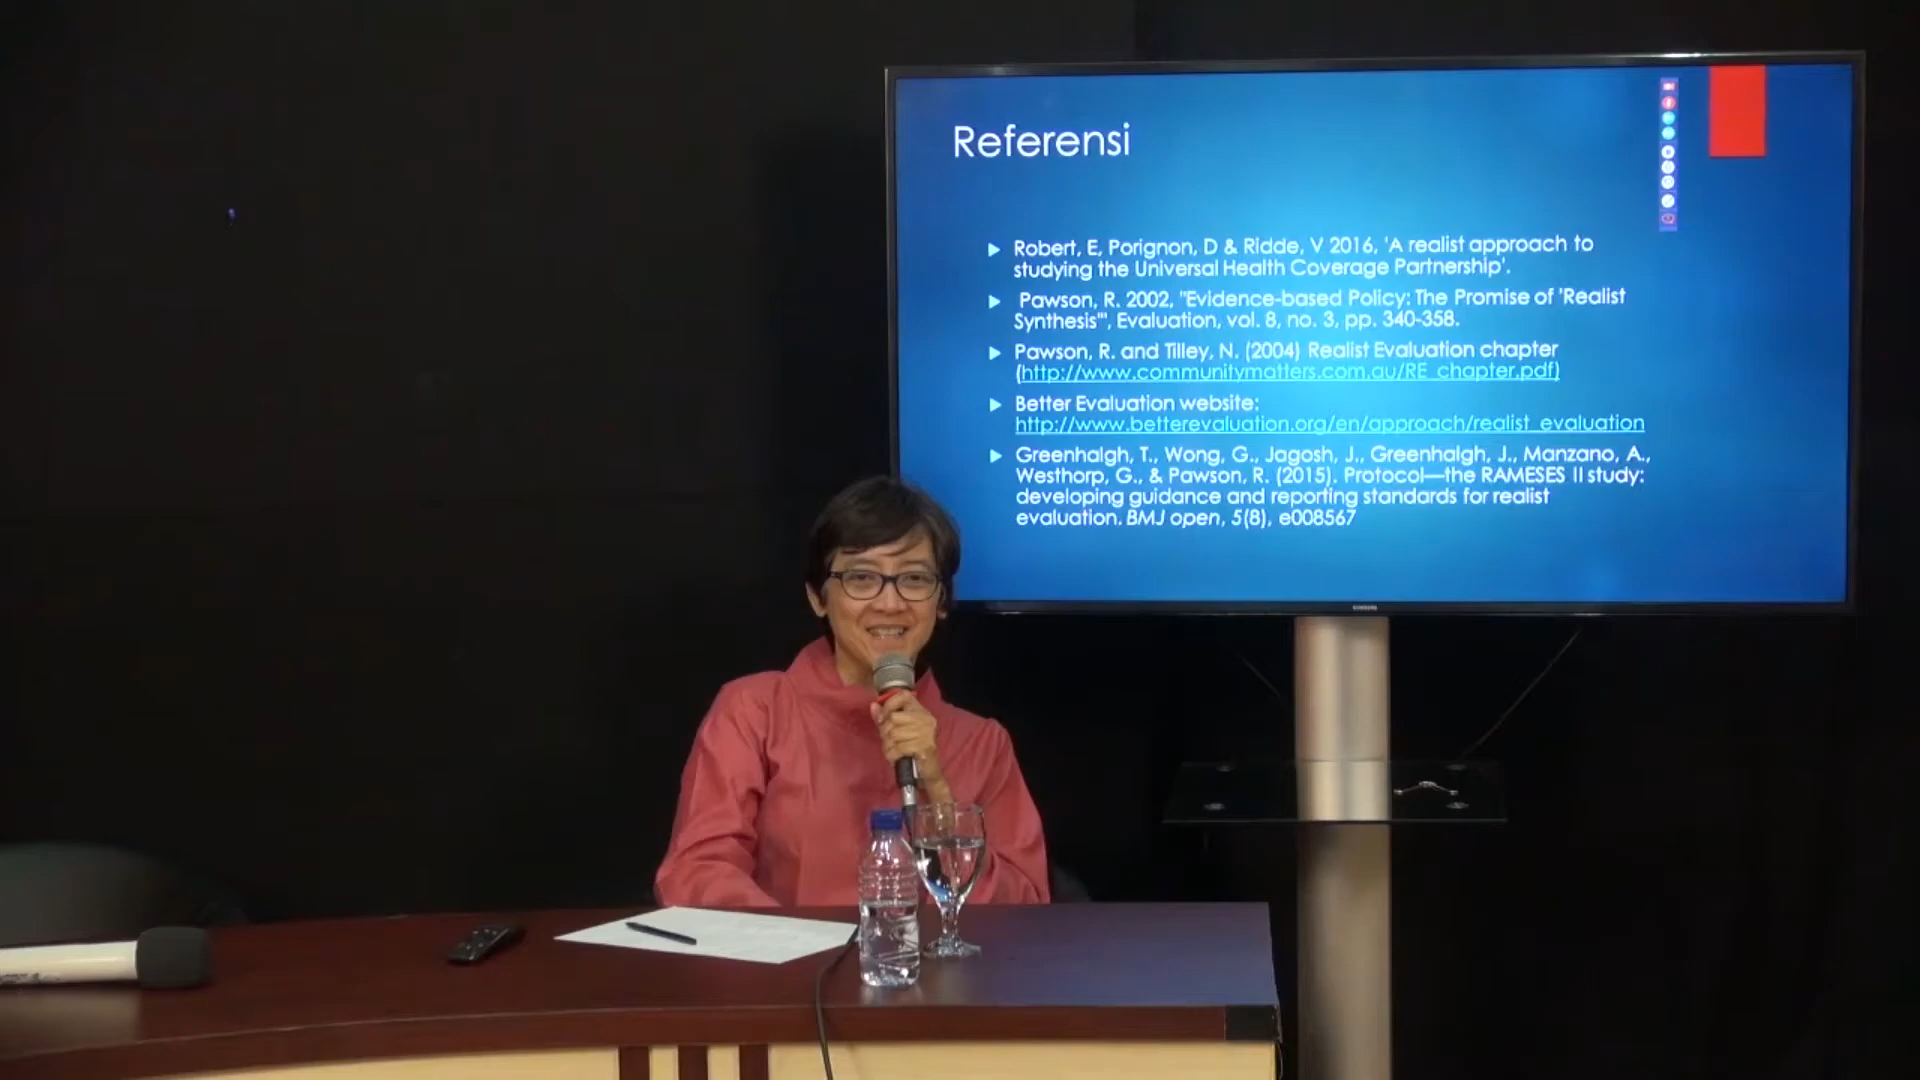 Referensi
Robert, E, Porignon, D & Ridde, V 2016, 'A realist approach to
studying the Universal Health Coverage Partnership'.
Pawson, R. 2002, "Evidence-based Policy: The Promise of 'Realist
Synthesis'", Evaluation, vol. 8, no. 3, pp. 340-358.
Pawson, R. and Tilley, N. (2004) Realist Evaluation chapter
(http://www.communitymatters.com.au/RE_chapter.pdf)
Better Evaluation website:
http://www.betterevaluation.org/en/approach/realist_evaluation
Greenhalgh, T., Wong, G., Jagosh, J., Greenhalgh, J., Manzano, A.,
Westhorp, G., & Pawson, R. (2015). Protocol—the RAMESES II study:
developing guidance and reporting standards for realist
evaluation. BMJ open, 5(8), e008567
SAMSUNG